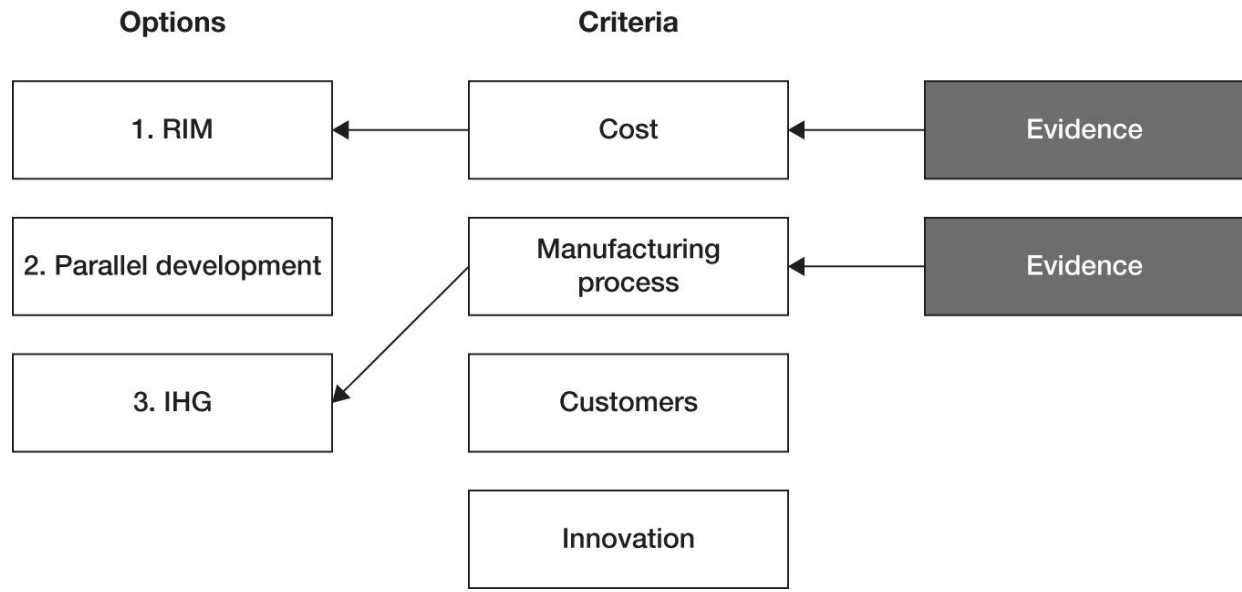 Options
Criteria
1. RIM
Cost
Evidence
2. Parallel development
Manufacturing
process
Evidence
3. IHG
Customers
Innovation